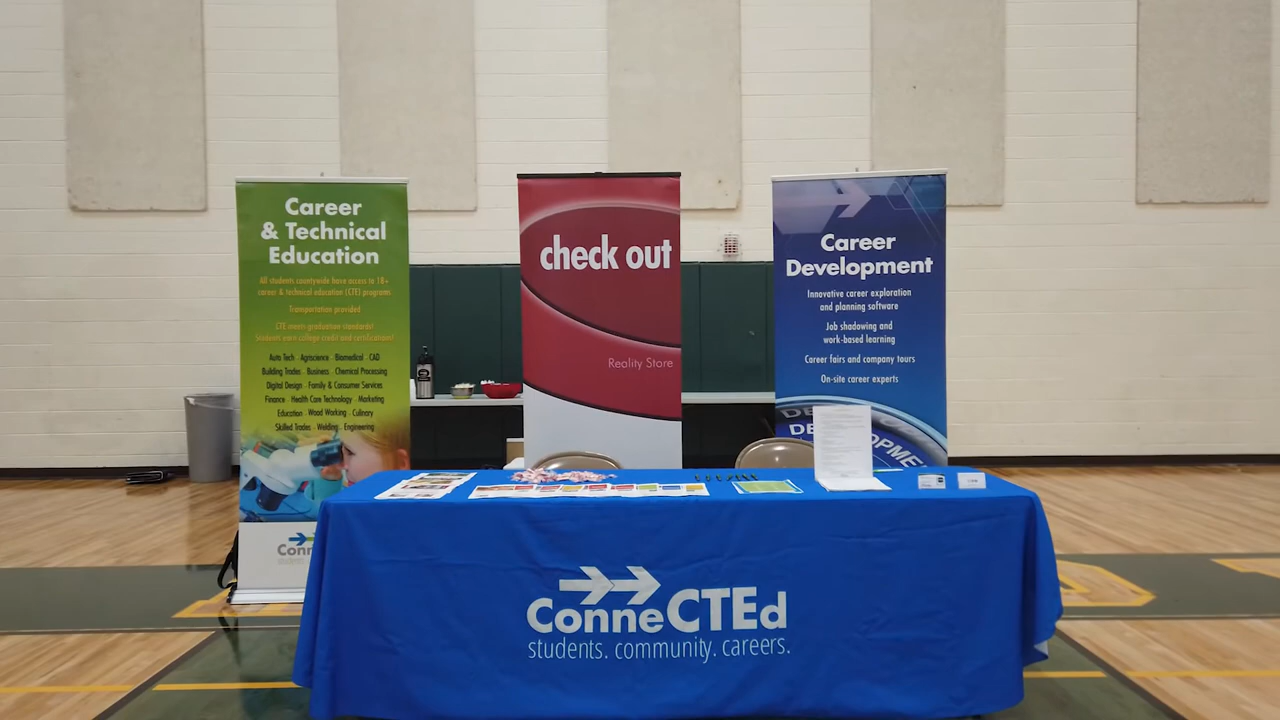 Career
& Technical
Education
All students countywide have access to 18+
career & technical education (CTE) programs
Transportation provided
CTE meets graduation standards!
Students earn college credit and certifications!
Auto Tech . Agriscience . Biomedical . CAD
Building Trades . Business . Chemical Processing
Digital Design . Family & Consumer Services
Finance . Health Care Technology . Marketing
Education . Wood Working . Culinary
Skilled Trades . Welding . Engineering
Conn
students
check out
Reality Store
Career
Development
Innovative career exploration
and planning software
Job shadowing and
work-based learning
Career fairs and company tours
On-site career experts
ConneCTEd
students. community. careers.